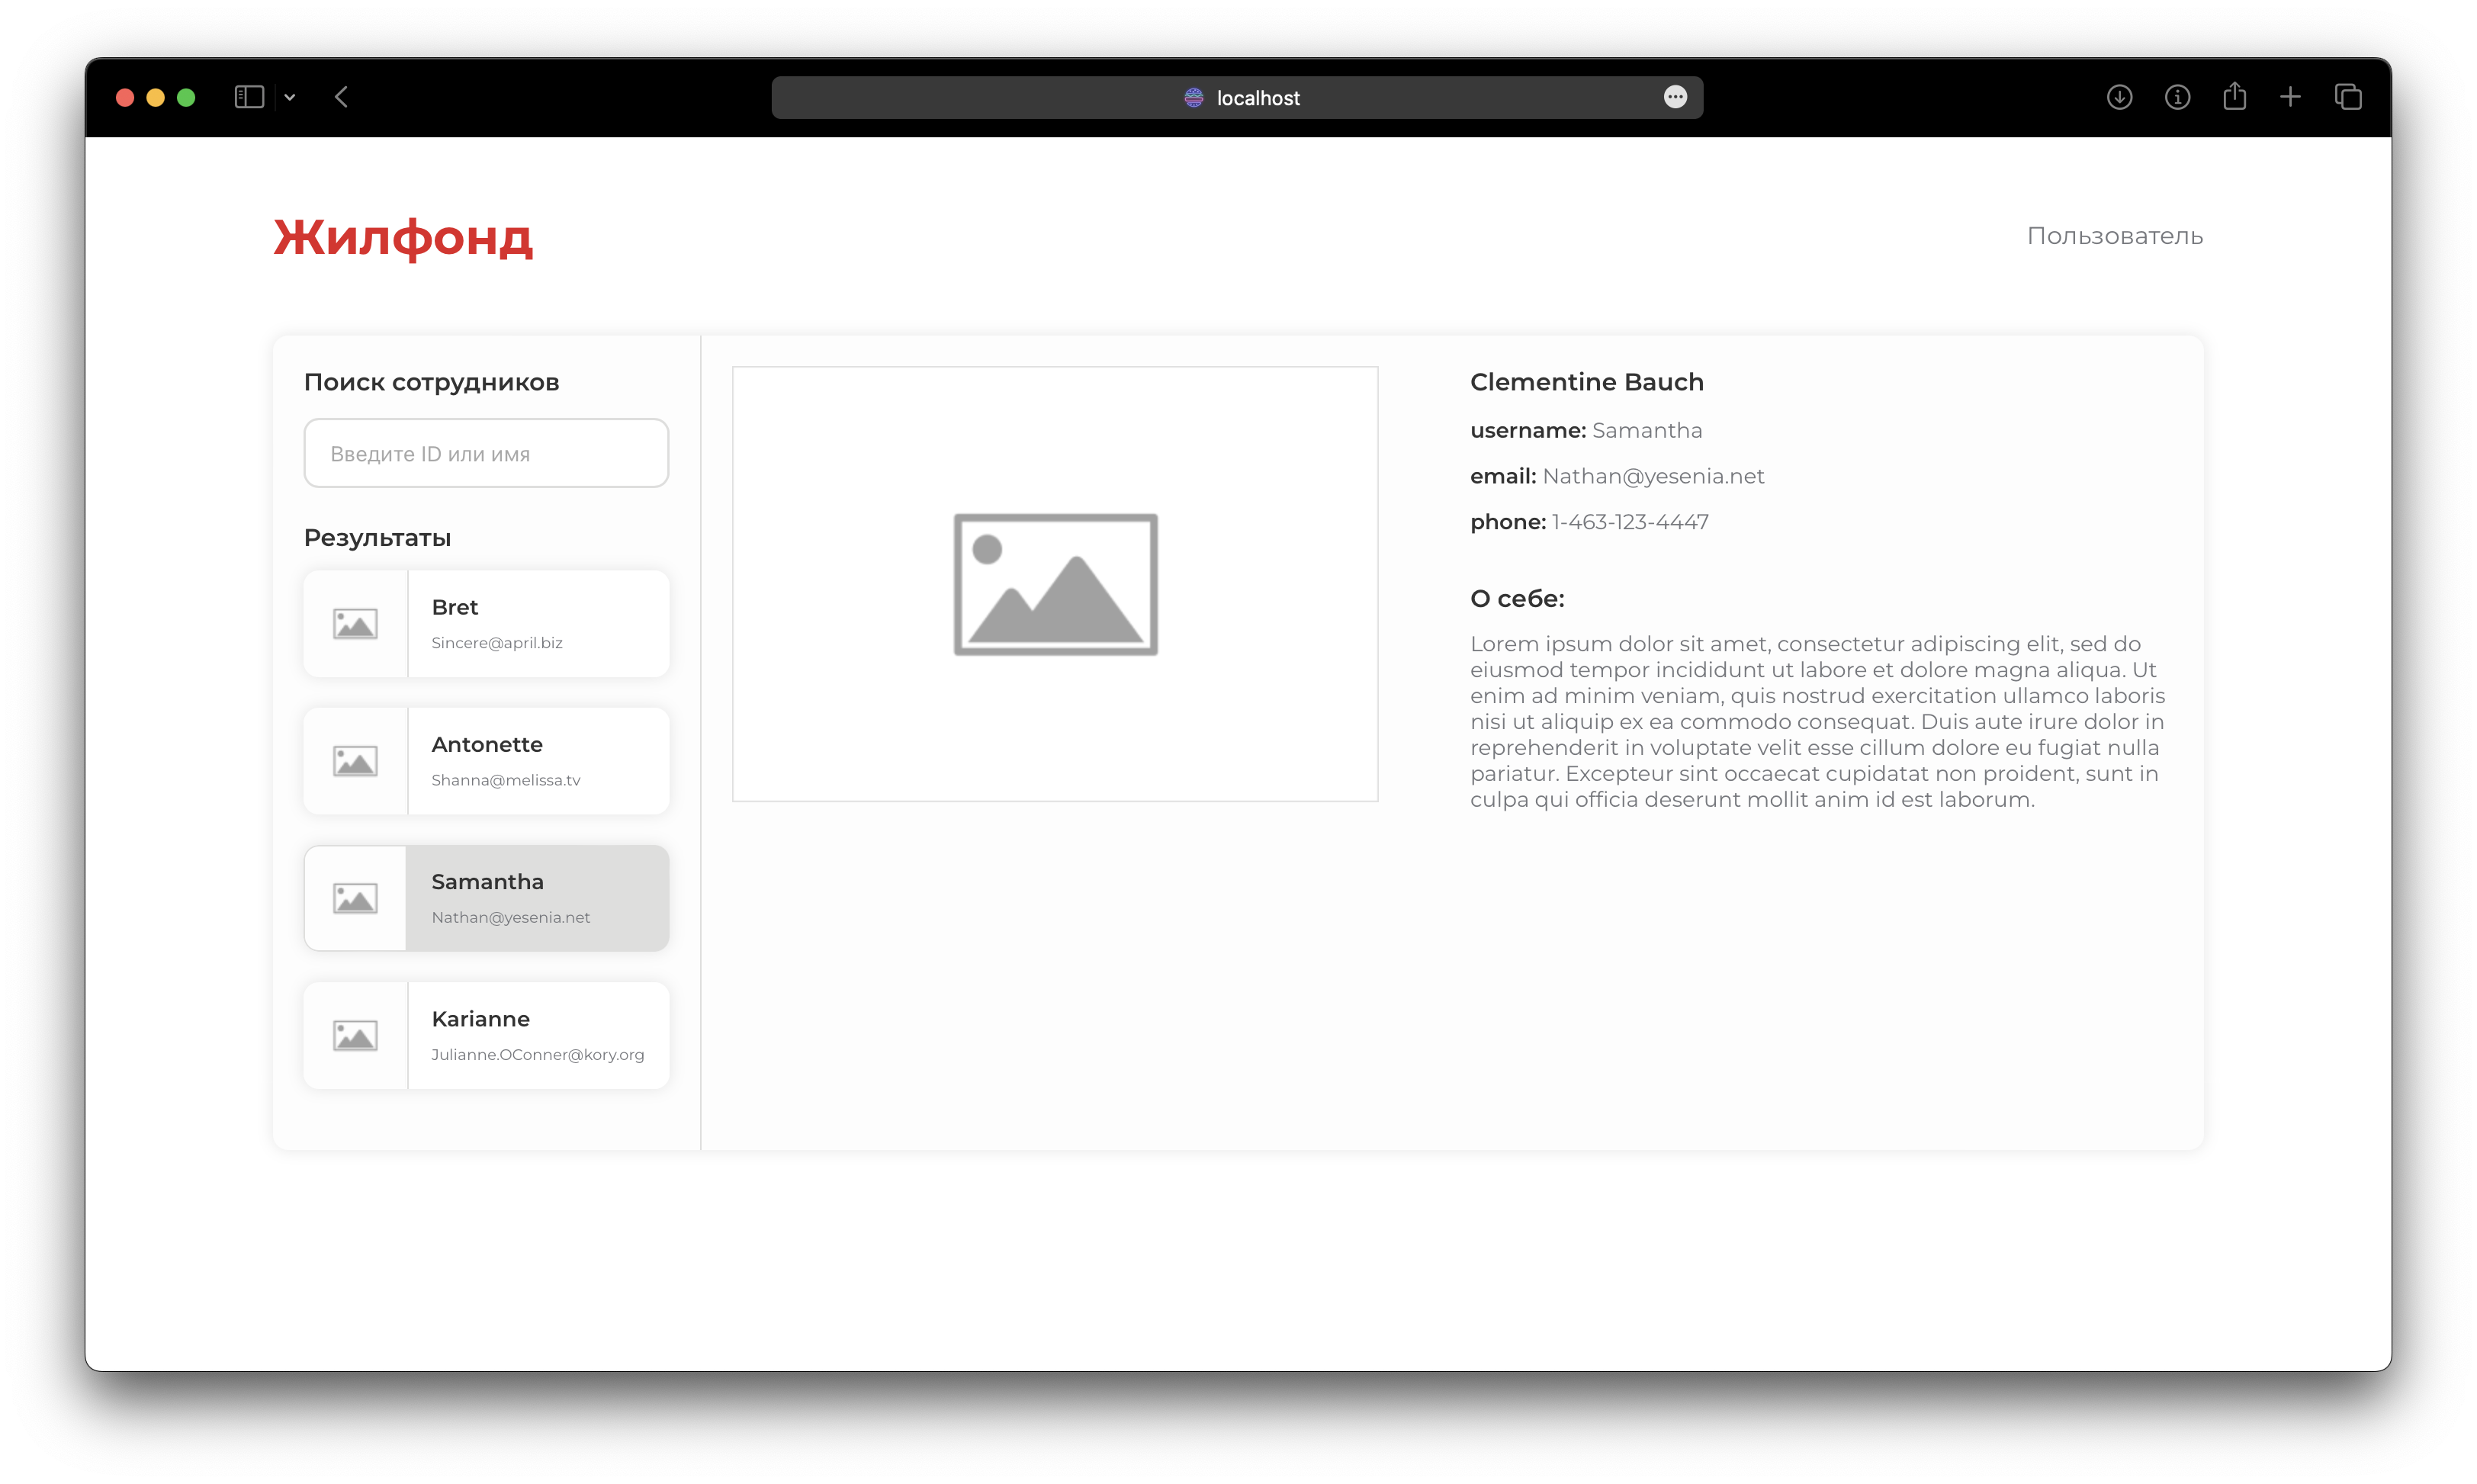 localhost
Жилфонд
Пользователь
Поиск сотрудников
Введите ID или имя
Результаты
Bret
Sincere@april.biz
Antonette
Shanna@melissa.tv
Samantha
Nathan@yesenia.net
Karianne
Julianne.OConner@kory.org
Clementine Bauch
username: Samantha
email: Nathan@yesenia.net
phone: 1-463-123-4447
О себе:
Lorem ipsum dolor sit amet, consectetur adipiscing elit, sed do
eiusmod tempor incididunt ut labore et dolore magna aliqua. Ut
enim ad minim veniam, quis nostrud exercitation ullamco laboris
nisi ut aliquip ex ea commodo consequat. Duis aute irure dolor in
reprehenderit in voluptate velit esse cillum dolore eu fugiat nulla
pariatur. Excepteur sint occaecat cupidatat non proident, sunt in
culpa qui officia deserunt mollit anim id est laborum.